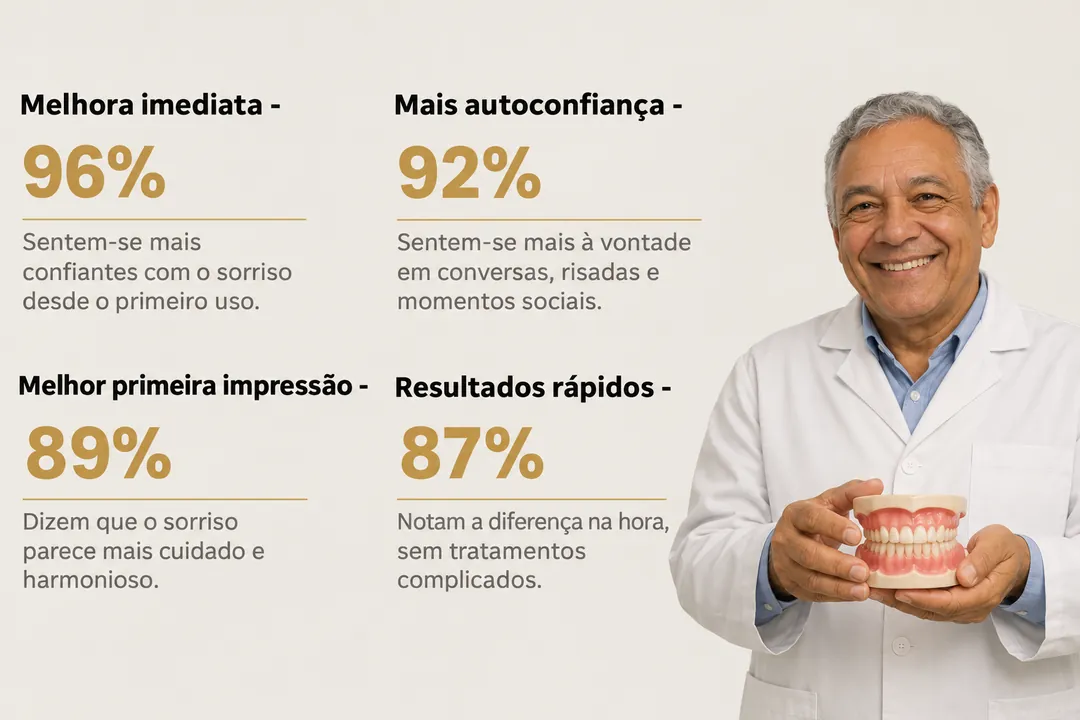 Melhora imediata -
96%
Sentem-se mais
confiantes com o sorriso
desde o primeiro uso.
Mais autoconfiança -
92%
Sentem-se mais à vontade
em conversas, risadas e
momentos sociais.
Melhor primeira impressão -
89%
Dizem que o sorriso
parece mais cuidado e
harmonioso.
Resultados rápidos -
87%
Notam a diferença na hora,
sem tratamentos
complicados.